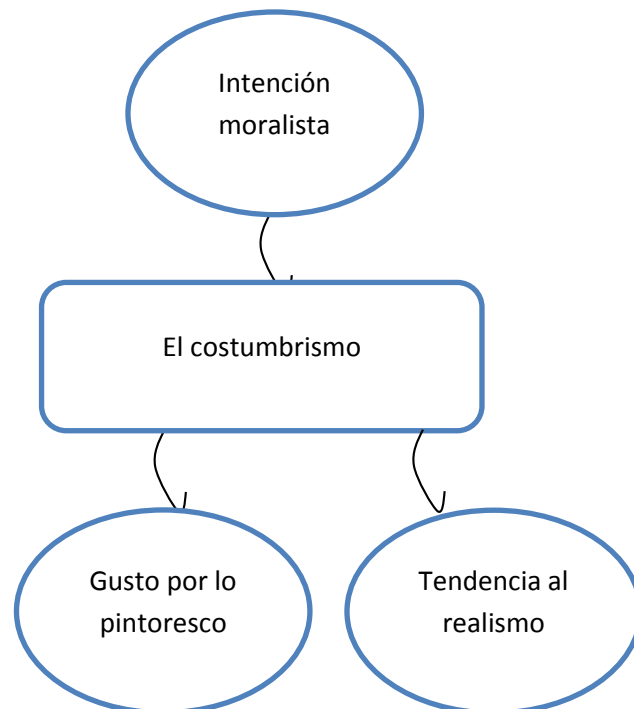 Intención
moralista
El costumbrismo
Gusto por lo
pintoresco
Tendencia al
realismo